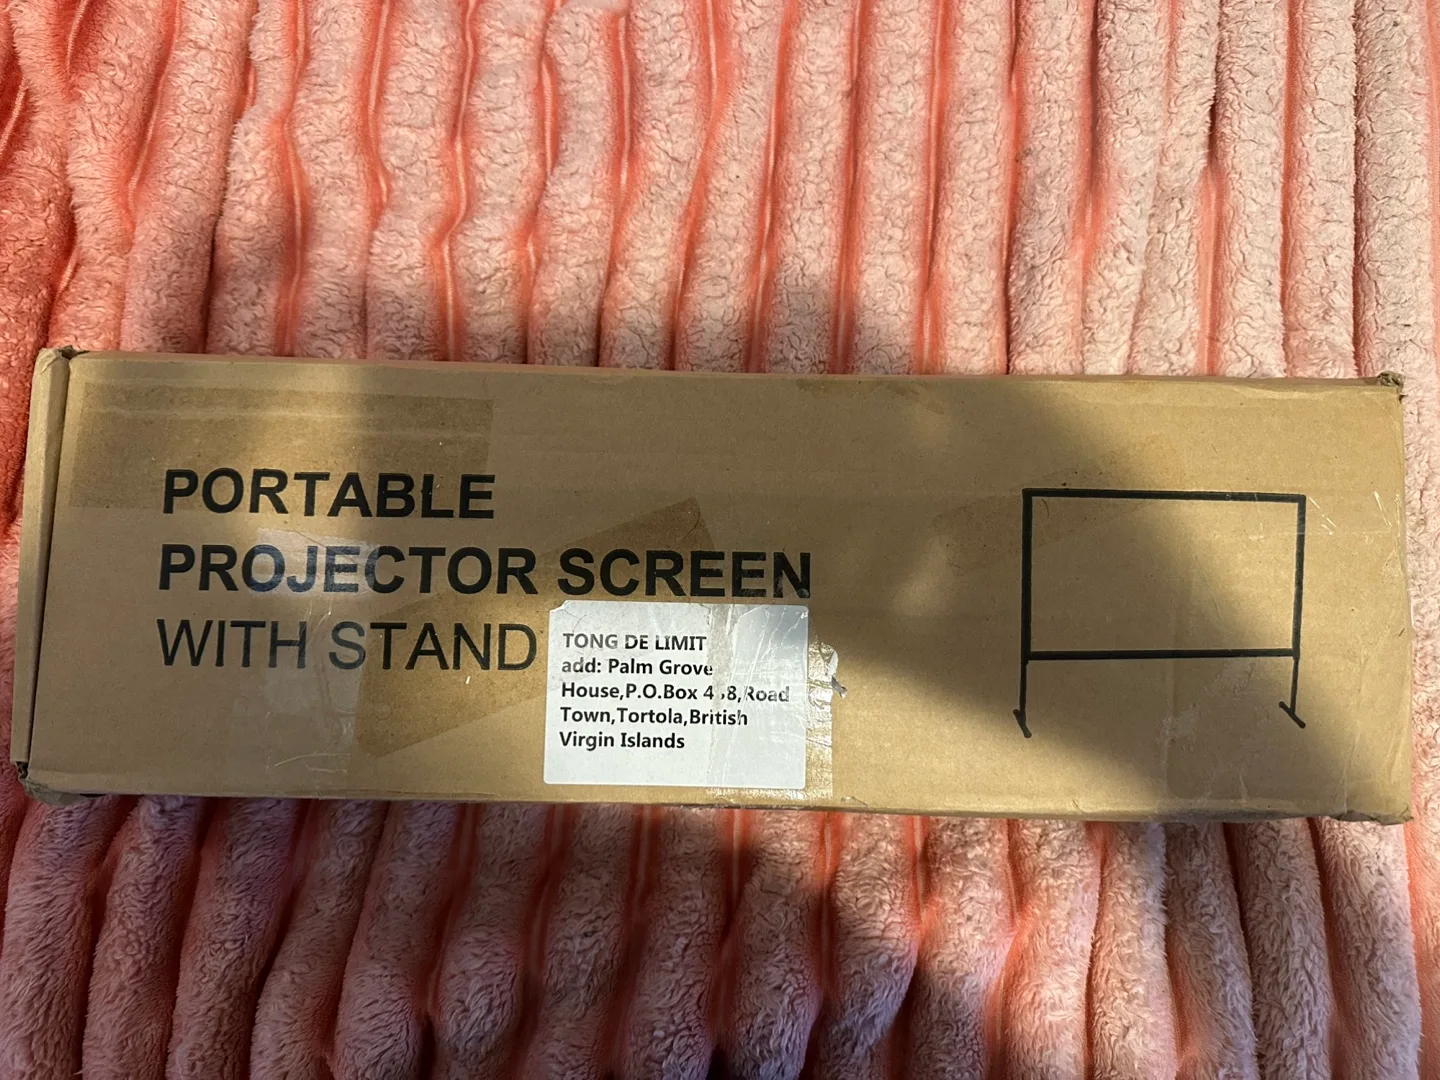 PORTABLE
PROJECTOR SCREEN
WITH STAND
TONG DE LIMIT
add: Palm Grove
House,P.O.Box Road
Town,Tortola,British
Virgin Islands